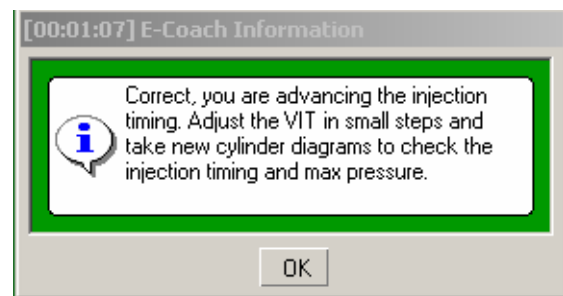 [00:01:07] E-Coach Information
Correct, you are advancing the injection
timing. Adjust the VIT in small steps and
take new cylinder diagrams to check the
injection timing and max pressure.
OK